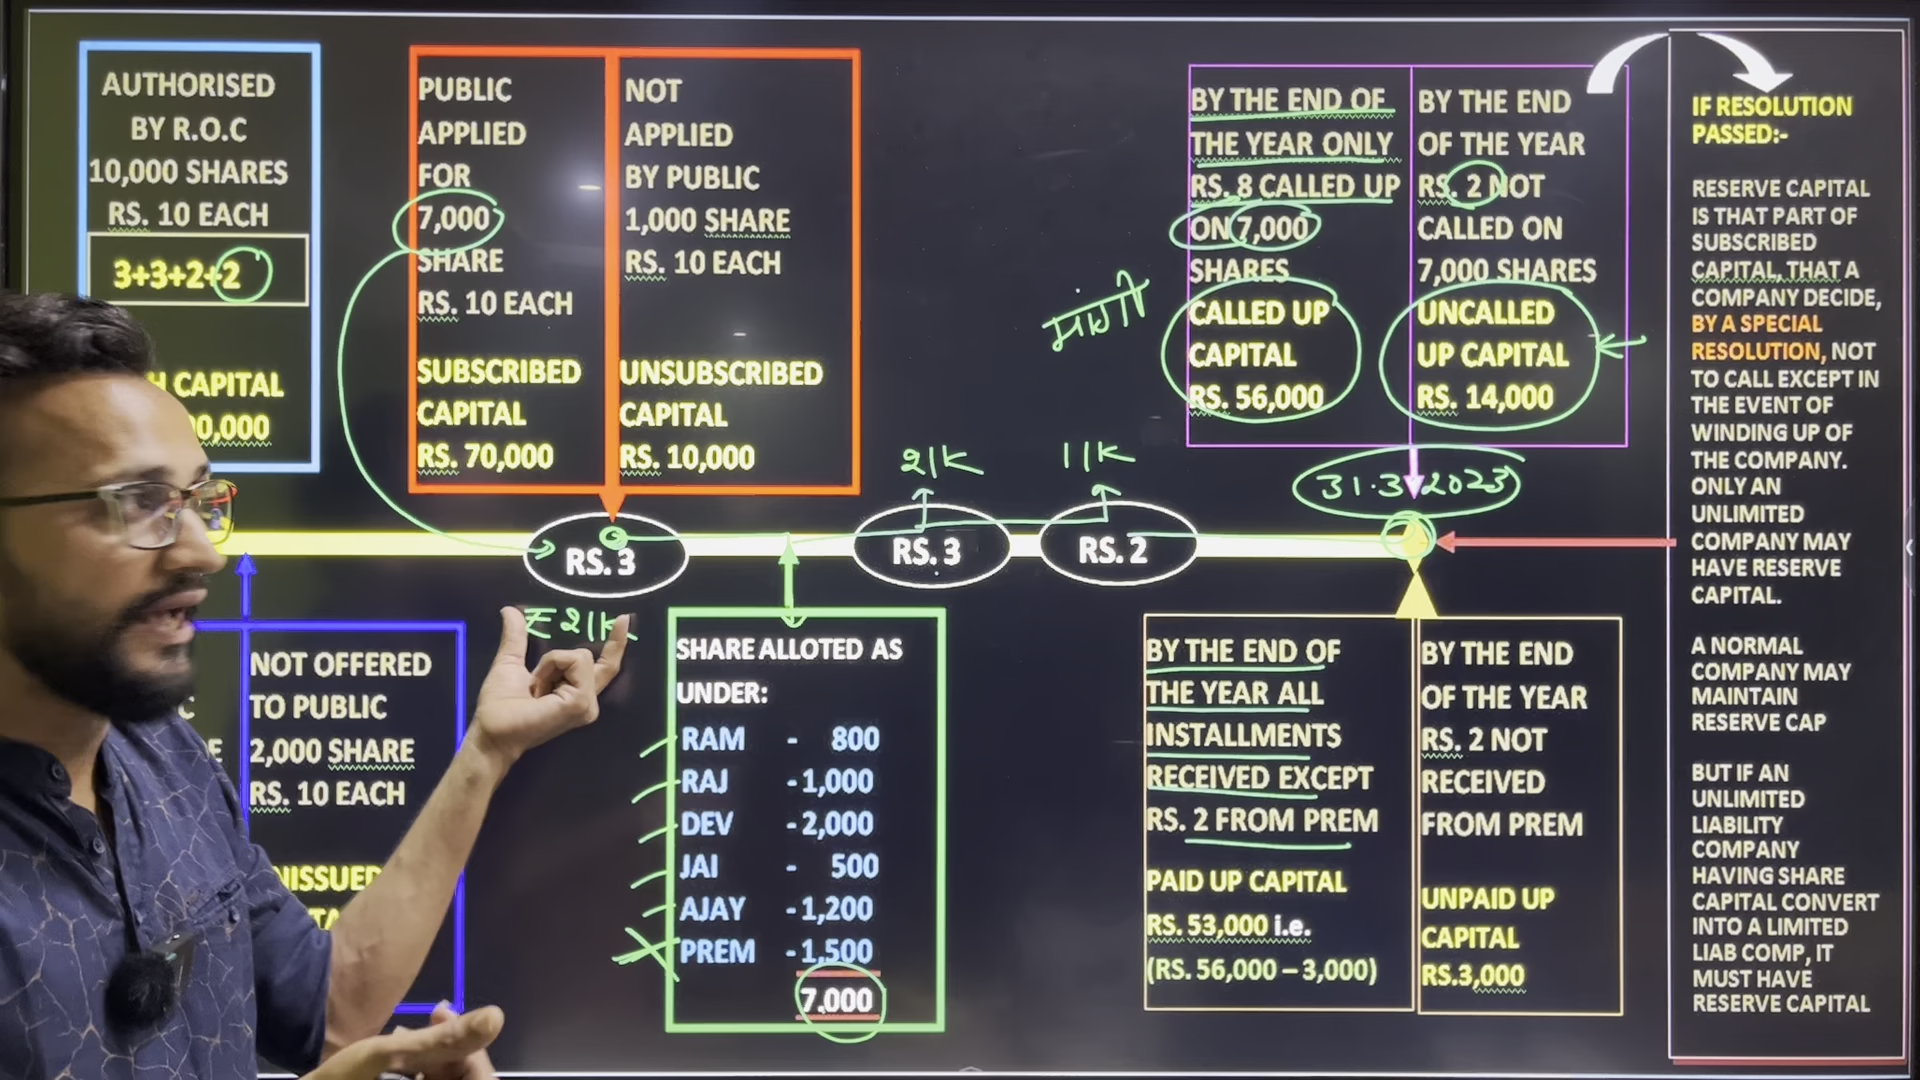 AUTHORISED
BY R.O.C
10,000 SHARES
RS. 10 EACH
3+3+2+2
H CAPITAL
00,000
PUBLIC
APPLIED
FOR
7,000
SHARE
RS. 10 EACH
SUBSCRIBED
CAPITAL
RS. 70,000
NOT
APPLIED
BY PUBLIC
1,000 SHARE
RS. 10 EACH
UNSUBSCRIBED
CAPITAL
RS. 10,000
BY THE END OF
THE YEAR ONLY
RS. 8 CALLED UP
ON 7,000
SHARES
CALLED UP
CAPITAL
RS. 56,000
BY THE END
OF THE YEAR
RS. 2 NOT
CALLED ON
7,000 SHARES
UNCALLED
UP CAPITAL
RS. 14,000
IF RESOLUTION
PASSED:-
RESERVE CAPITAL
IS THAT PART OF
SUBSCRIBED
CAPITAL, THAT A
COMPANY DECIDE,
BY A SPECIAL
RESOLUTION, NOT
TO CALL EXCEPT IN
THE EVENT OF
WINDING UP OF
THE COMPANY.
ONLY AN
UNLIMITED
COMPANY MAY
HAVE RESERVE
CAPITAL.
A NORMAL
COMPANY MAY
MAINTAIN
RESERVE CAP
BUT IF AN
UNLIMITED
LIABILITY
COMPANY
HAVING SHARE
CAPITAL CONVERT
INTO A LIMITED
LIAB COMP, IT
MUST HAVE
RESERVE CAPITAL
21K
11K
31.3.2023
RS. 3
RS. 3
RS. 2
₹21K
NOT OFFERED
TO PUBLIC
2,000 SHARE
RS. 10 EACH
NISSUED
SHARE ALLOTED AS
UNDER:
RAM - 800
RAJ -1,000
DEV -2,000
JAI - 500
AJAY -1,200
PREM -1,500
7,000
BY THE END OF
THE YEAR ALL
INSTALLMENTS
RECEIVED EXCEPT
RS. 2 FROM PREM
PAID UP CAPITAL
RS. 53,000 i.e.
(RS. 56,000 – 3,000)
BY THE END
OF THE YEAR
RS. 2 NOT
RECEIVED
FROM PREM
UNPAID UP
CAPITAL
RS.3,000